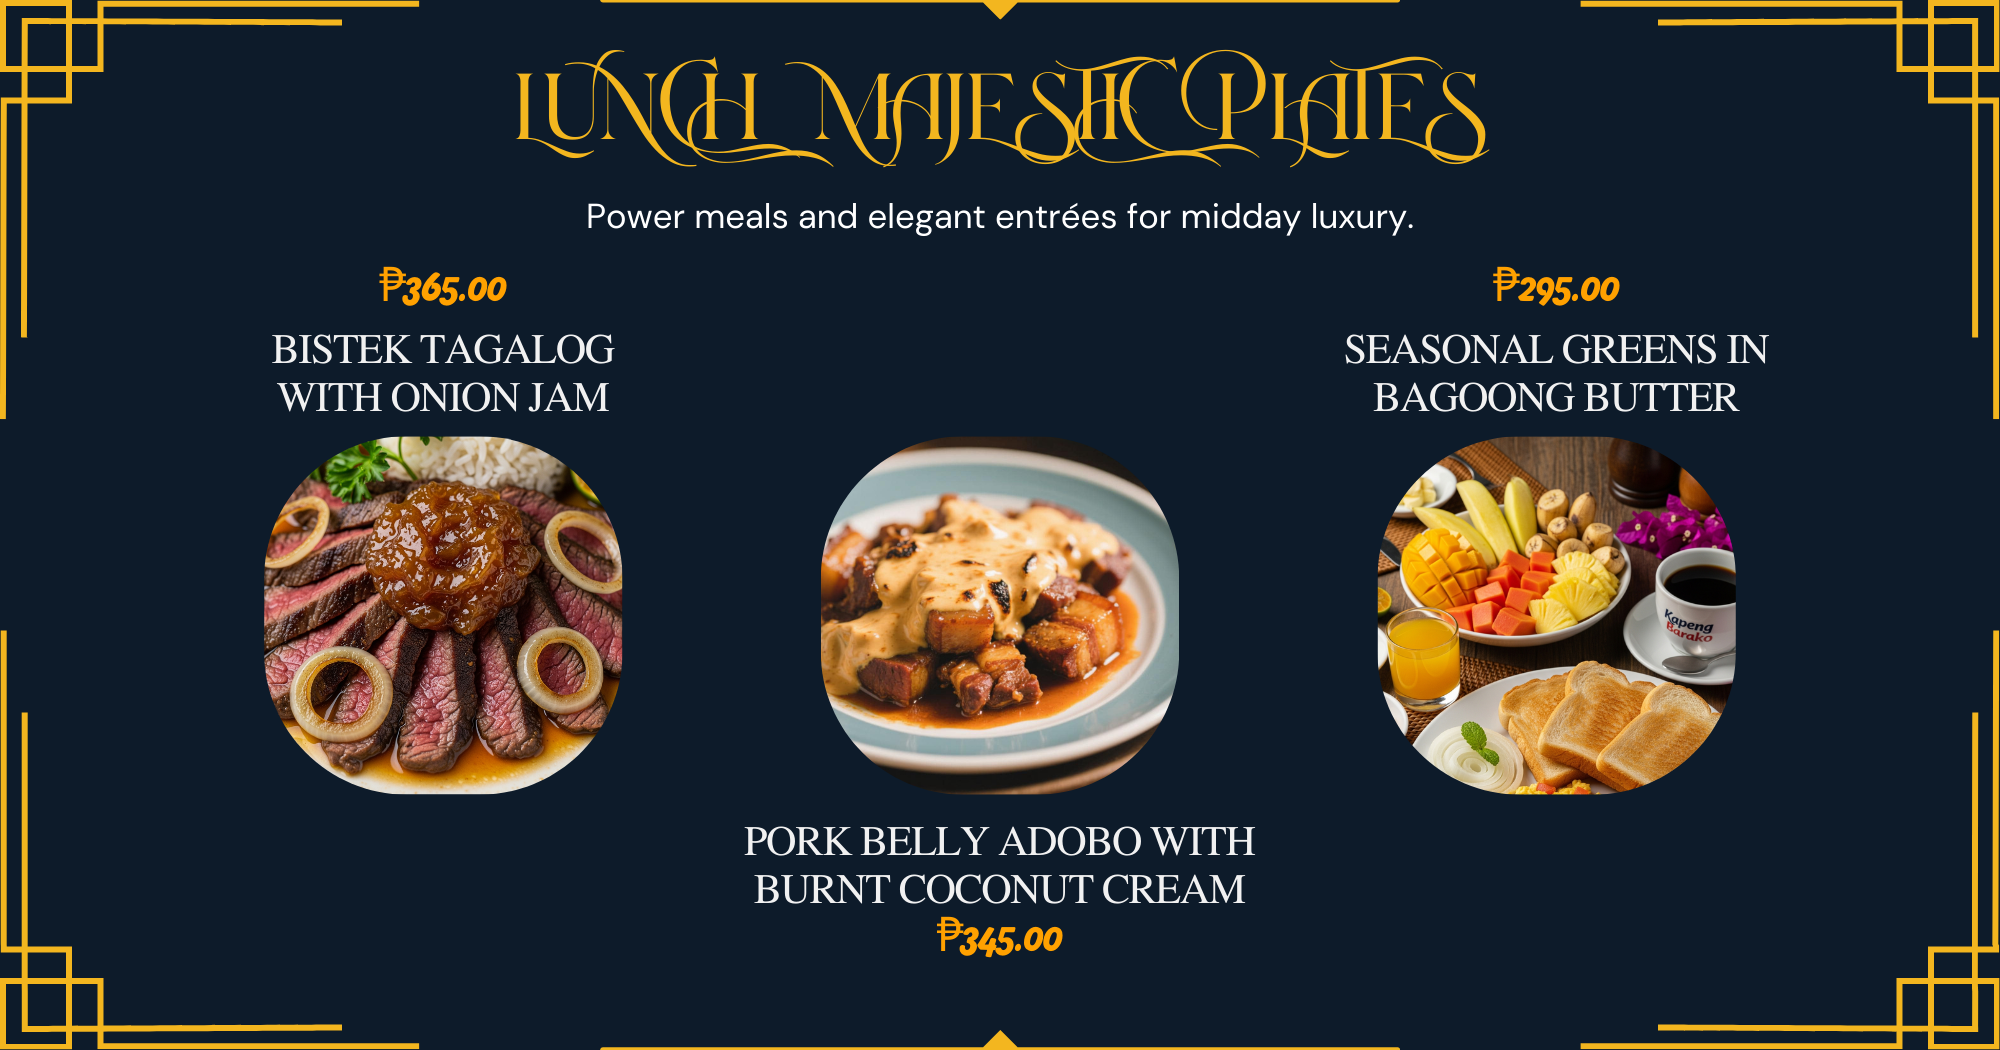 LUNCH MAJESTIC PLATES
Power meals and elegant entrées for midday luxury.
₱365.00
BISTEK TAGALOG
WITH ONION JAM
₱295.00
SEASONAL GREENS IN
BAGOONG BUTTER
Kapeng
Barako
PORK BELLY ADOBO WITH
BURNT COCONUT CREAM
₱345.00